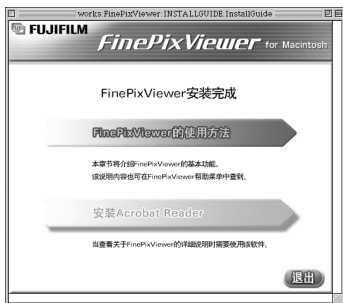 works:FinePixViewer:INSTALLGUIDE:InstallGuide
FUJIFILM
FinePixViewer for Macintosh
FinePixViewer安装完成
FinePixViewer的使用方法
本章节将介绍FinePixViewer的基本功能。
该说明内容也可在FinePixViewer帮助菜单中查到。
安装Acrobat Reader
当查看关于FinePixViewer的详细说明时需要使用该软件。
退出